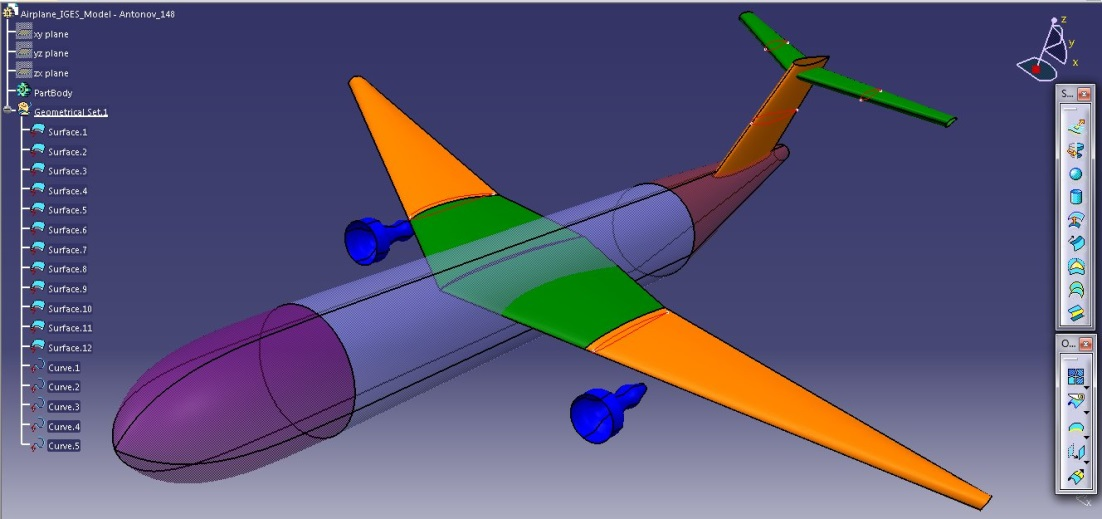 Airplane_IGES_Model - Antonov_148
xy plane
yz plane
zx plane
PartBody
Geometrical Set.1
Surface.1
Surface.2
Surface.3
Surface.4
Surface.5
Surface.6
Surface.7
Surface.8
Surface.9
Surface.10
Surface.11
Surface.12
Curve.1
Curve.2
Curve.3
Curve.4
Curve.5
z
y
x
S...
O...